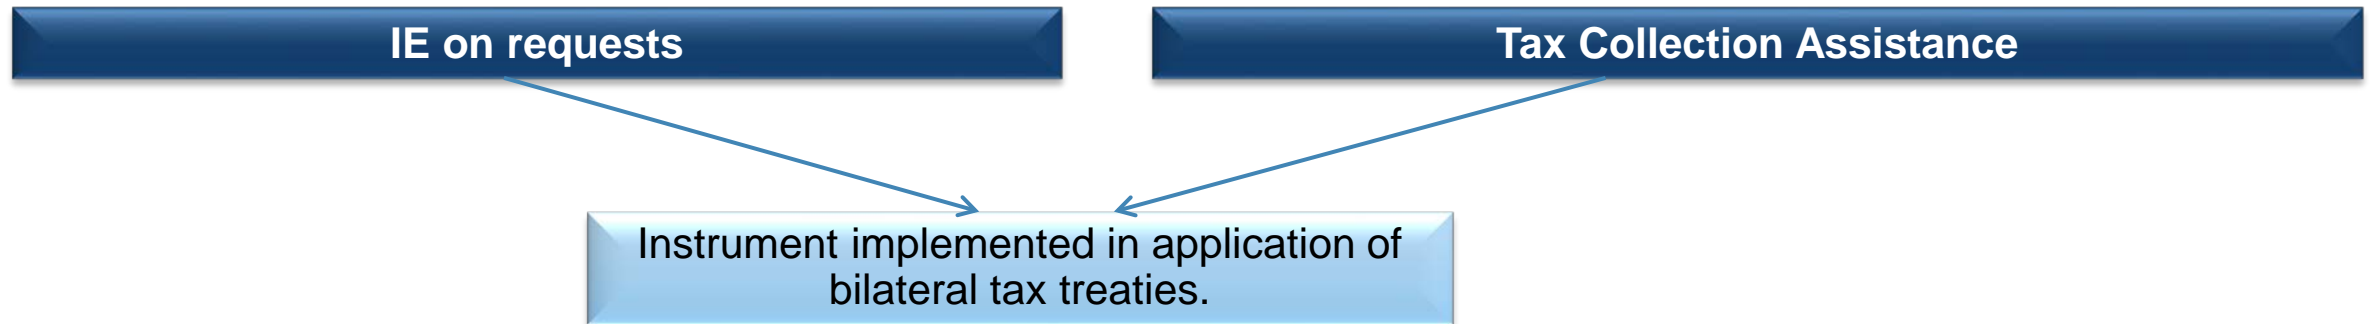 IE on requests
Tax Collection Assistance
Instrument implemented in application of
bilateral tax treaties.